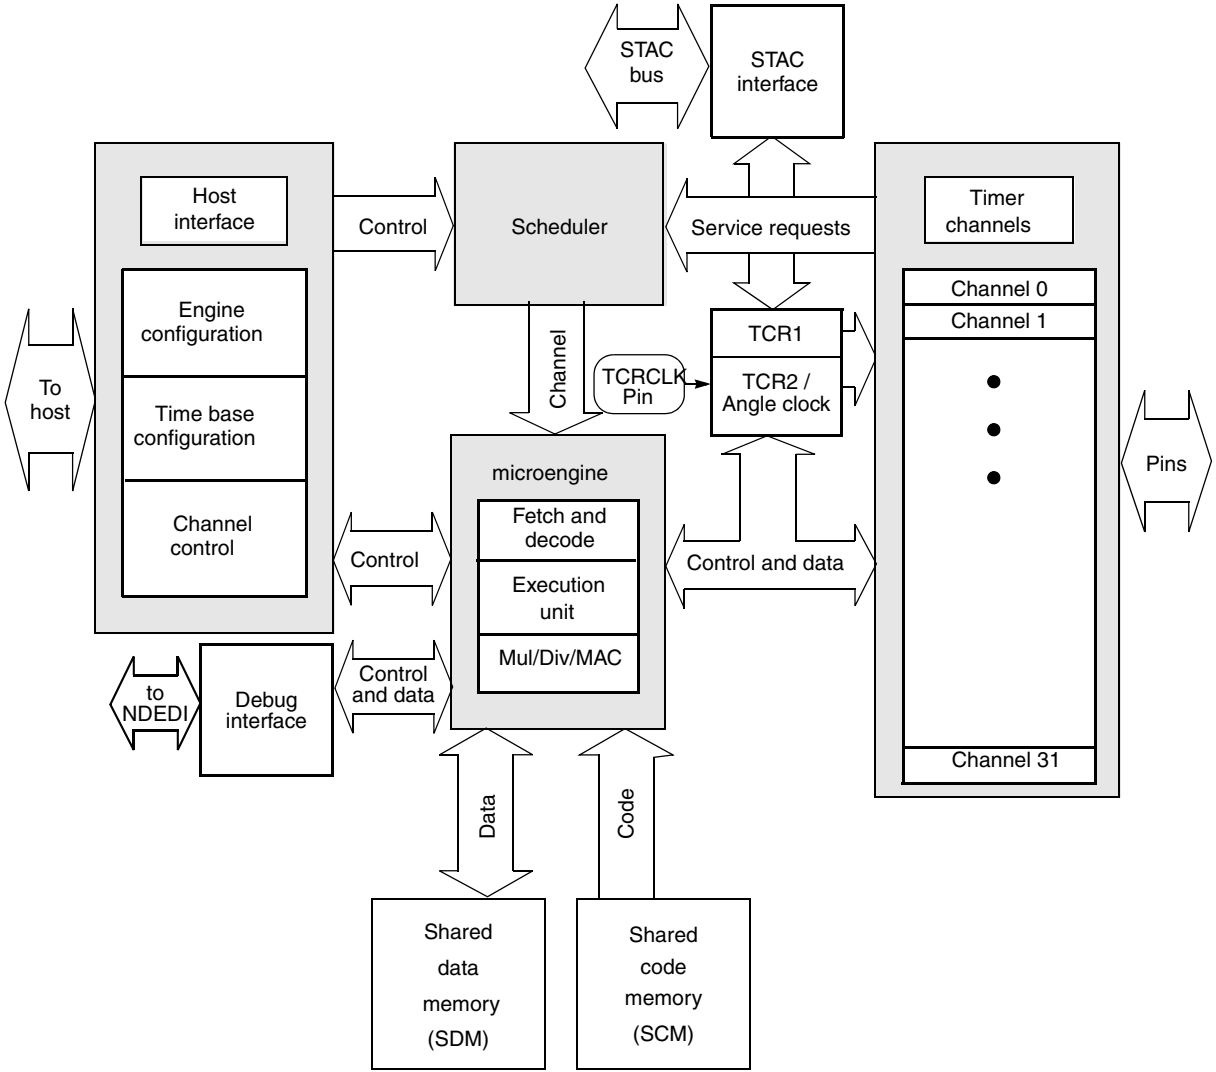 STAC
bus
STAC
interface
Host
interface
Control
Scheduler
Service requests
Timer
channels
Engine
configuration
Time base
configuration
Channel
control
To
host
Channel
TCRCLK
Pin
TCR1
TCR2 /
Angle clock
Channel 0
Channel 1
Pins
microengine
Fetch and
decode
Execution
unit
Mul/Div/MAC
Control
Control and data
Control
and data
to
NDEDI
Debug
interface
Channel 31
Data
Code
Shared
data
memory
(SDM)
Shared
code
memory
(SCM)